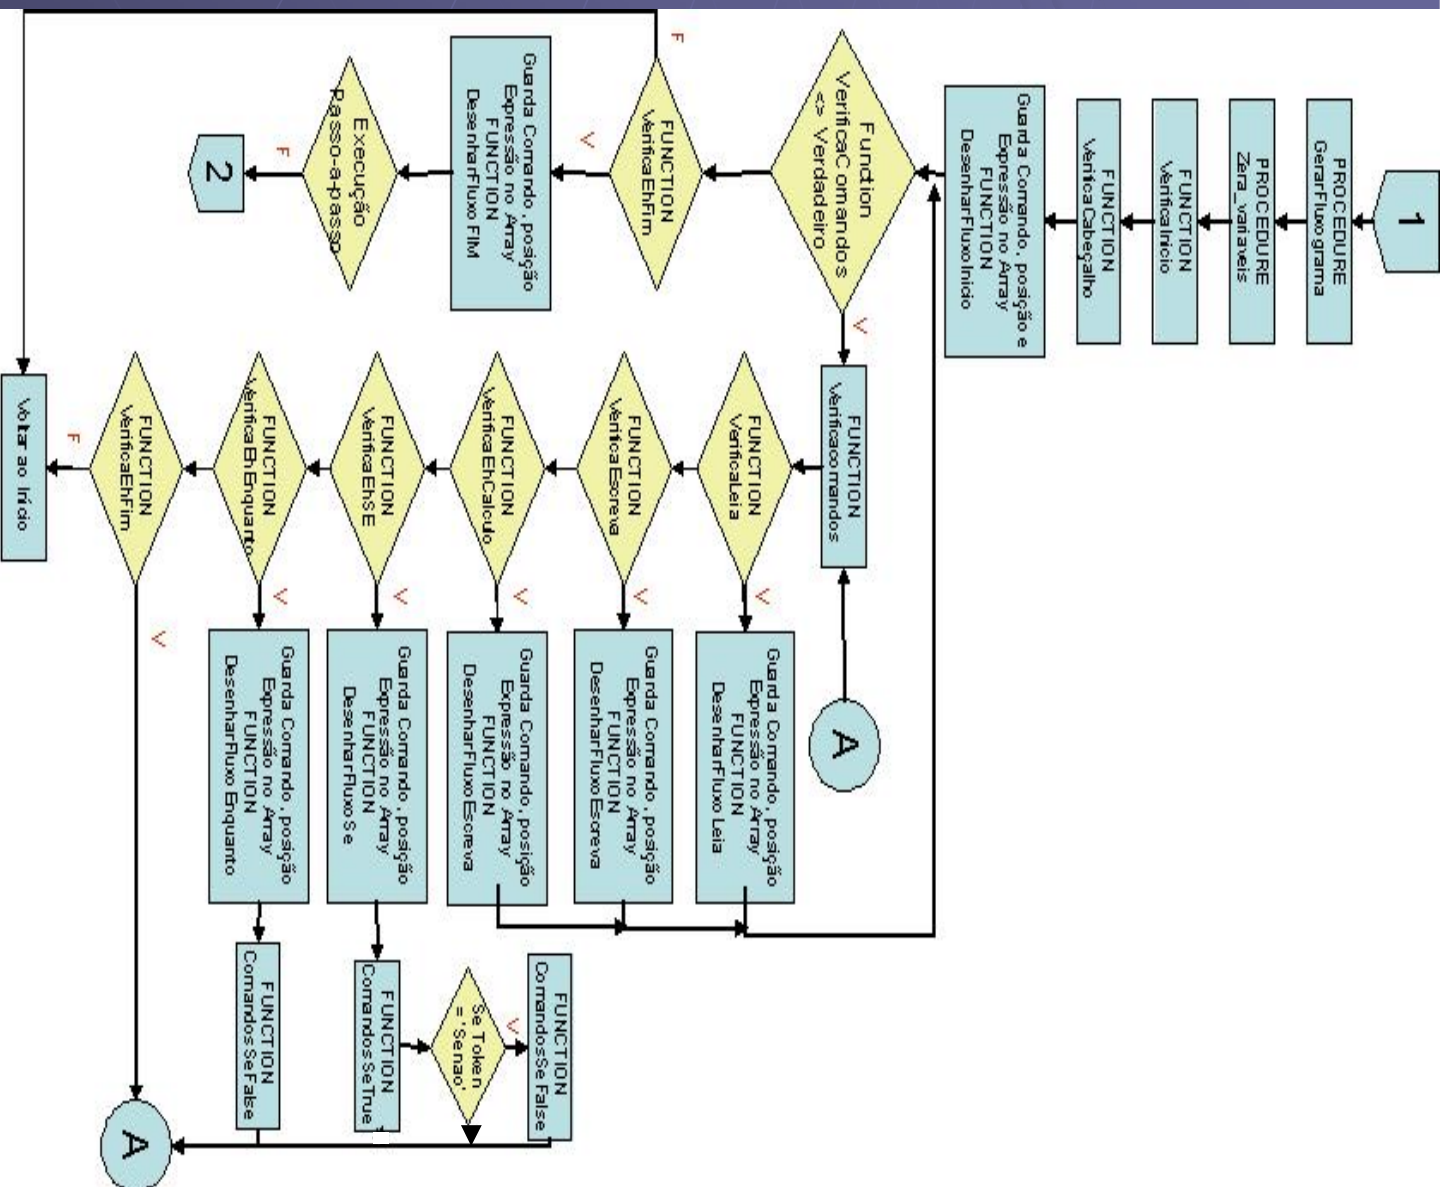 1
PROCEDURE
GerarFluxograma
PROCEDURE
Zera_variaveis
FUNCTION
VerificaInicio
FUNCTION
VerificaCabeçalho
Guarda Comando, posição e
Expressão no Array
FUNCTION
DesenharFluxoInicio
Function
VerificaComandos
<> Verdadeiro
V
FUNCTION
VerificaEhFim
F
V
Guarda Comando, posição
Expressão no Array
FUNCTION
DesenharFluxo FIM
Execução
Passo-a-passo
F
2
A
FUNCTION
Verificacomandos
FUNCTION
VerificaLeia
V
Guarda Comando, posição
Expressão no Array
FUNCTION
DesenharFluxo Leia
FUNCTION
VerificaEscreva
V
Guarda Comando, posição
Expressão no Array
FUNCTION
DesenharFluxoEscreva
FUNCTION
VerificaEhCalculo
V
Guarda Comando, posição
Expressão no Array
FUNCTION
DesenharFluxoEscreva
FUNCTION
VerificaEhSE
V
Guarda Comando, posição
Expressão no Array
FUNCTION
DesenharFluxoSe
FUNCTION
ComandosSeTrue
Se Token
= 'Senao'
V
FUNCTION
ComandosSeFalse
FUNCTION
VerificaEhEnquanto
V
Guarda Comando, posição
Expressão no Array
FUNCTION
DesenharFluxo Enquanto
FUNCTION
ComandosSeFalse
FUNCTION
VerificaEhFim
V
F
Voltar ao Início
A